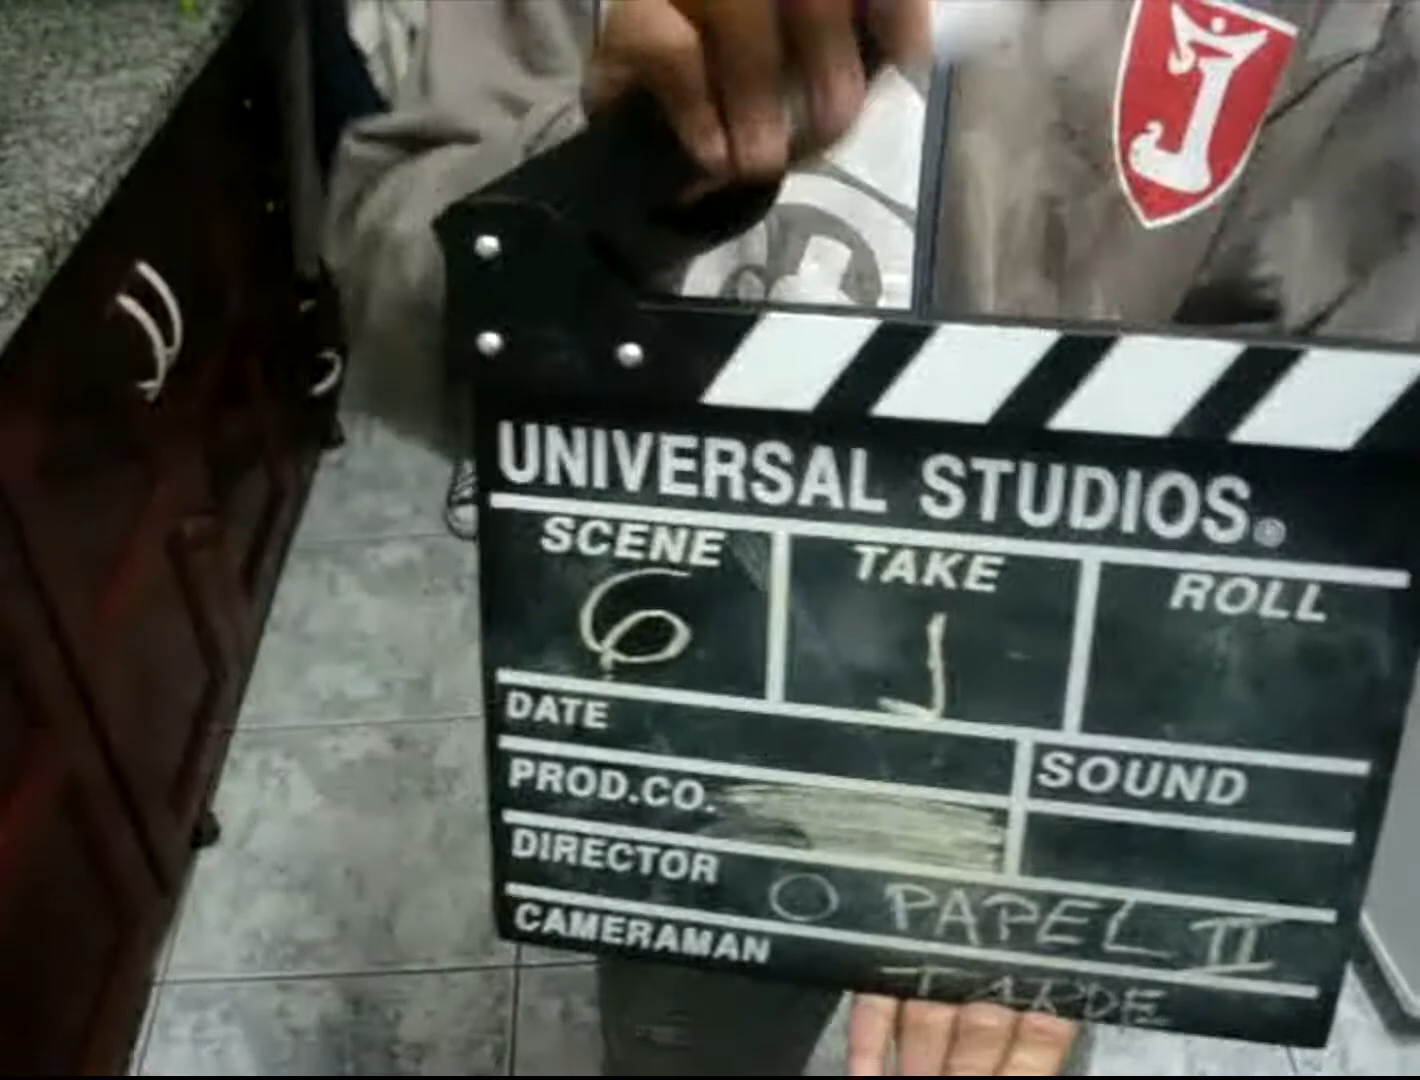 J
UNIVERSAL STUDIOS®
SCENE TAKE ROLL
6 1
DATE
SOUND
PROD.CO.
DIRECTOR
O PAPEL II
CAMERAMAN
TARDE